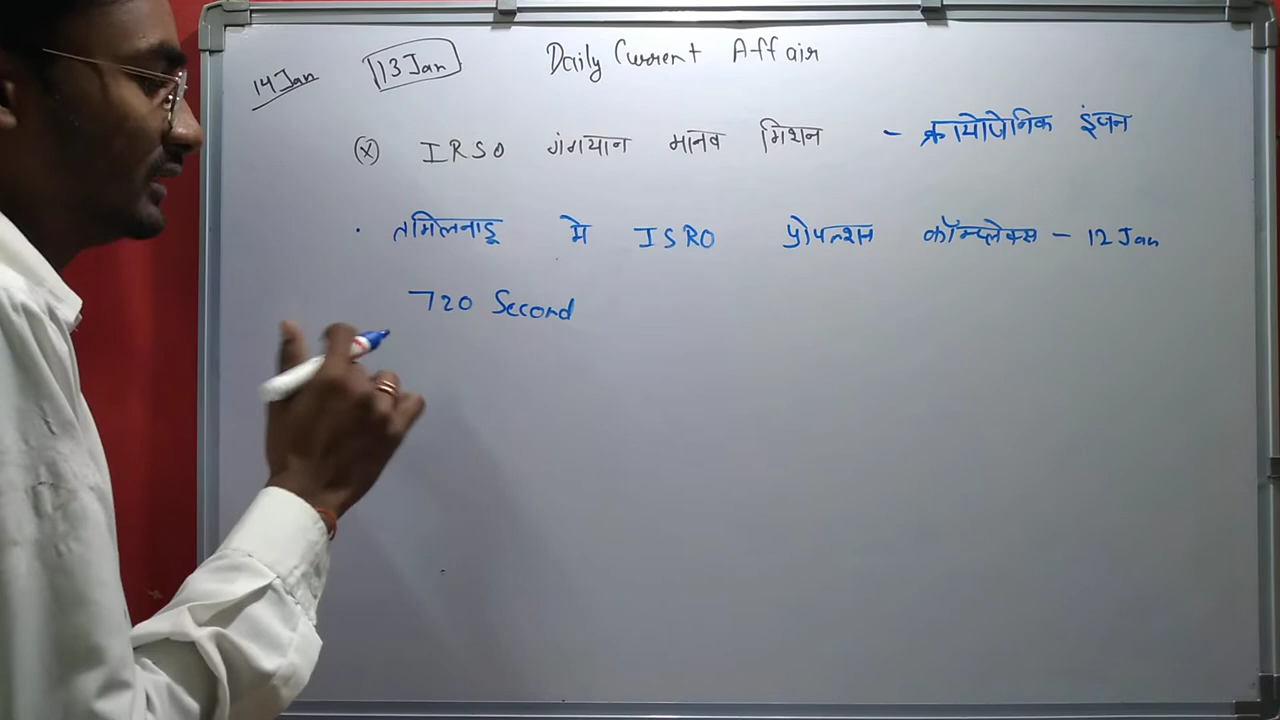 14 Jan 13 Jan Daily Current Affair
(x) IRSO गगयान मानव मिशन - क्रायोजेनिक इंजन
· तमिलनाडू मे ISRO प्रोपल्शन कॉम्प्लेक्स - 12 Jan
720 Second